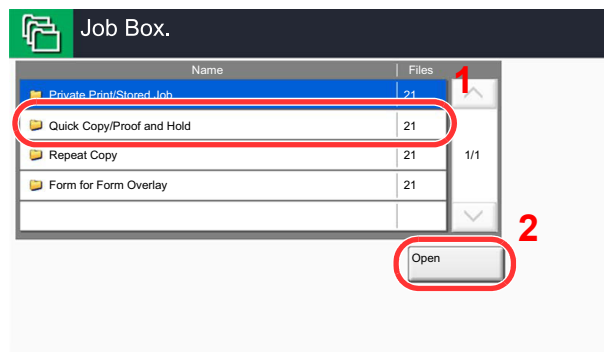 Job Box.
Name Files
1
Private Print/Stored Job 21
Quick Copy/Proof and Hold 21
Repeat Copy 21 1/1
Form for Form Overlay 21
2
Open